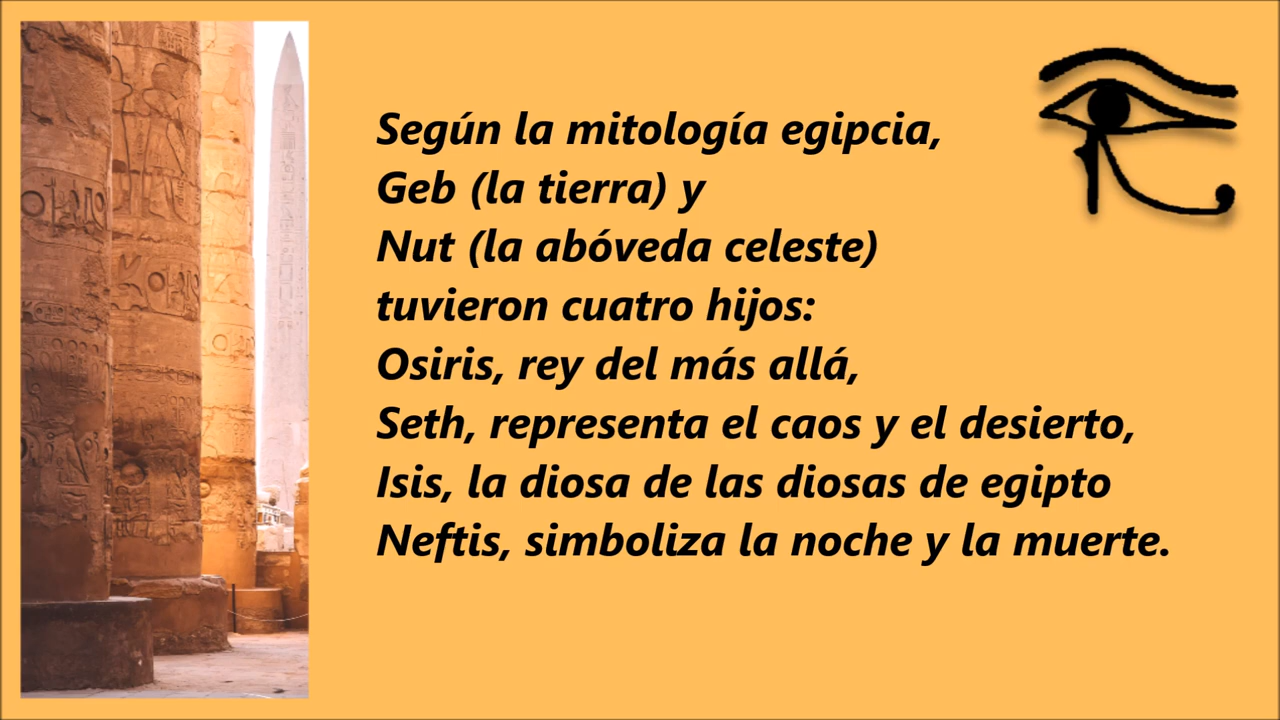 Según la mitología egipcia,
Geb (la tierra) y
Nut (la abóveda celeste)
tuvieron cuatro hijos:
Osiris, rey del más allá,
Seth, representa el caos y el desierto,
Isis, la diosa de las diosas de egipto
Neftis, simboliza la noche y la muerte.